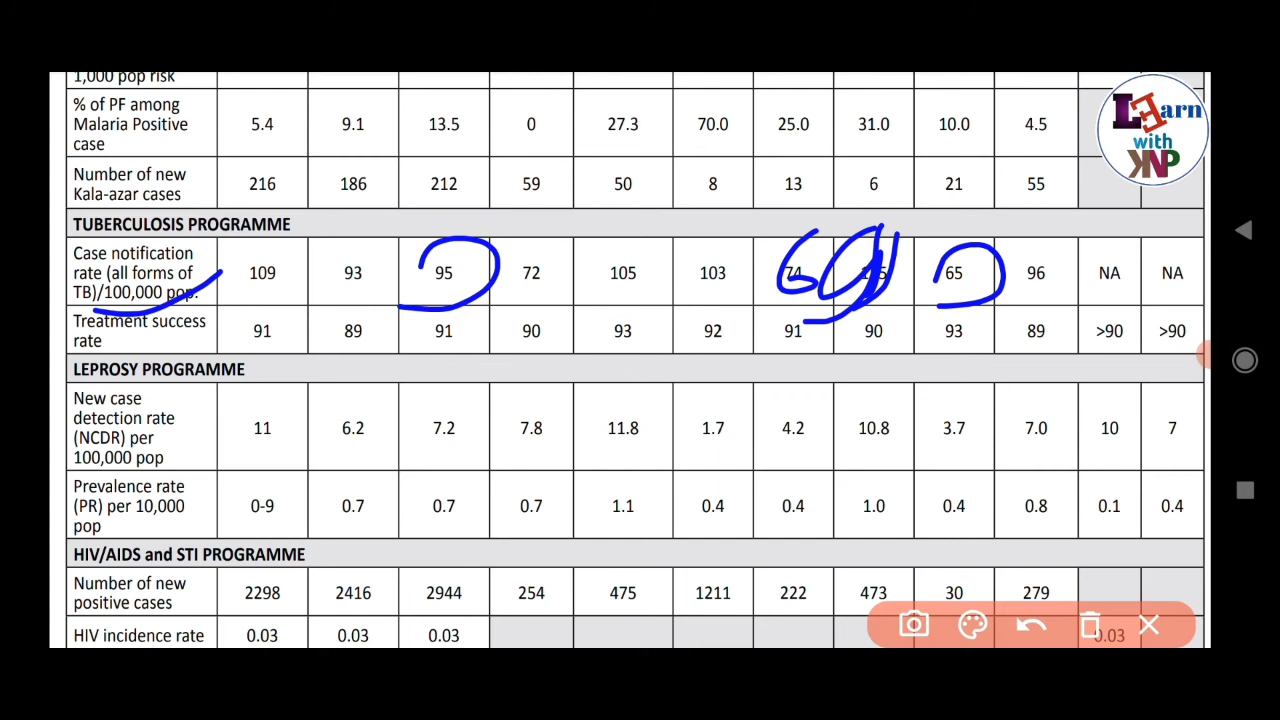 1,000 pop risk
% of PF among
Malaria Positive
case
5.4 9.1 13.5 0 27.3 70.0 25.0 31.0 10.0 4.5
Number of new
Kala-azar cases
216 186 212 59 50 8 13 6 21 55
TUBERCULOSIS PROGRAMME
Case notification
rate (all forms of
TB)/100,000 pop.
109 93 95 72 105 103 74 65 96 NA NA
Treatment success
rate
91 89 91 90 93 92 91 90 93 89 >90 >90
LEPROSY PROGRAMME
New case
detection rate
(NCDR) per
100,000 pop
11 6.2 7.2 7.8 11.8 1.7 4.2 10.8 3.7 7.0 10 7
Prevalence rate
(PR) per 10,000
pop
0-9 0.7 0.7 0.7 1.1 0.4 0.4 1.0 0.4 0.8 0.1 0.4
HIV/AIDS and STI PROGRAMME
Number of new
positive cases
2298 2416 2944 254 475 1211 222 473 30 279
HIV incidence rate
0.03 0.03 0.03 0.03
LEarn
with
KNP